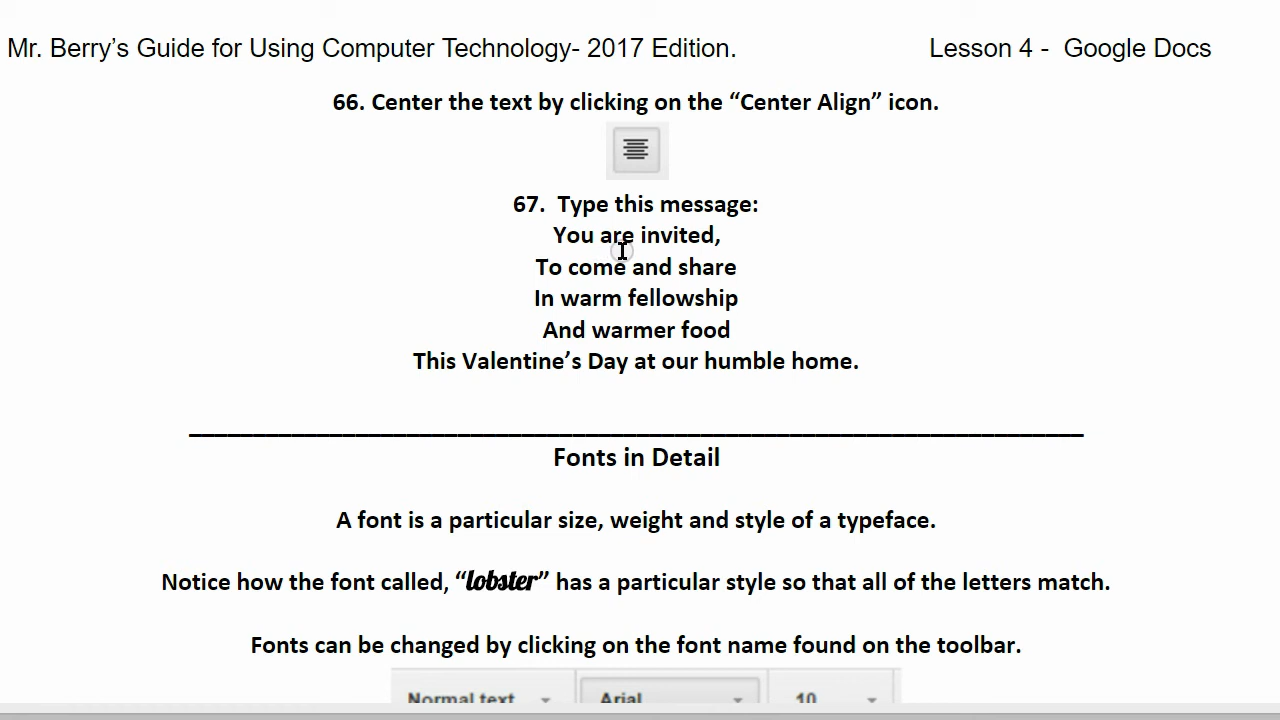 Mr. Berry’s Guide for Using Computer Technology- 2017 Edition. Lesson 4 - Google Docs
66. Center the text by clicking on the “Center Align” icon.
67. Type this message:
You are invited,
To come and share
In warm fellowship
And warmer food
This Valentine’s Day at our humble home.
Fonts in Detail
A font is a particular size, weight and style of a typeface.
Notice how the font called, “lobster” has a particular style so that all of the letters match.
Fonts can be changed by clicking on the font name found on the toolbar.
Normal text Arial 10